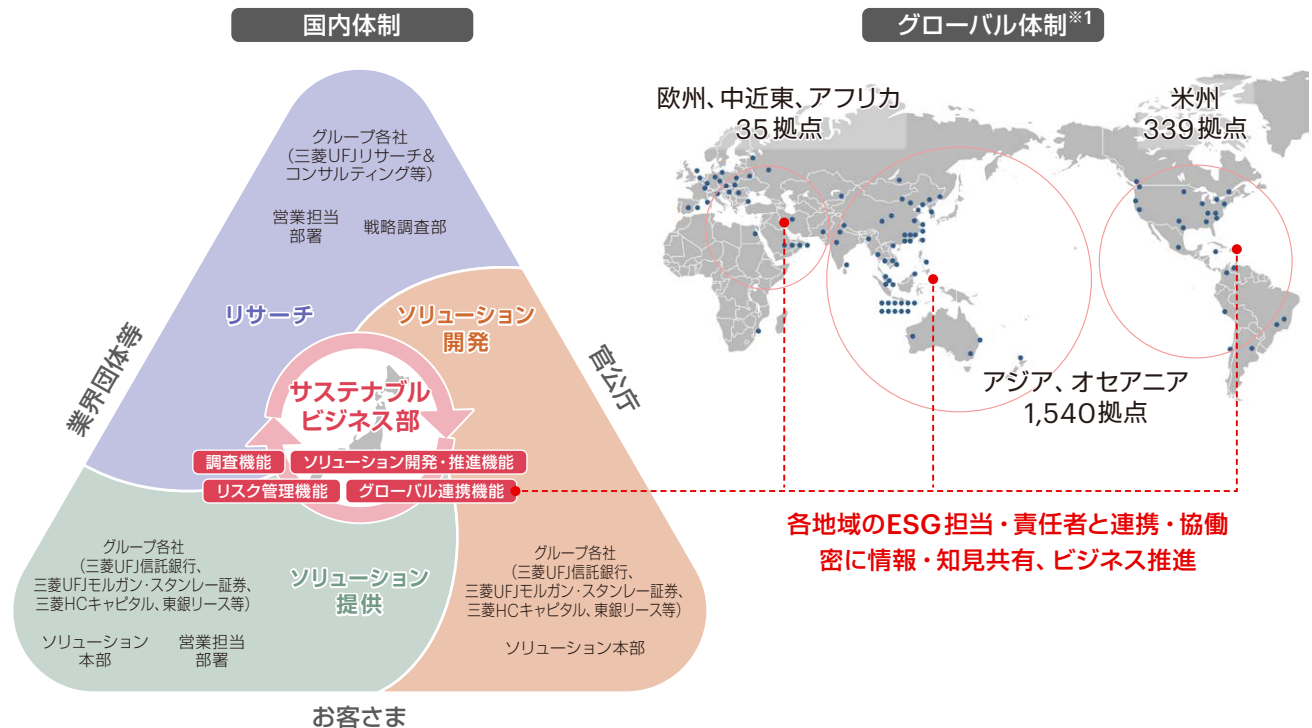 国内体制
グループ各社
（三菱UFJリサーチ＆
コンサルティング等）
営業担当
部署
戦略調査部
リサーチ
ソリューション
開発
業界団体等
官公庁
サステナブル
ビジネス部
調査機能
ソリューション開発・推進機能
リスク管理機能
グローバル連携機能
グループ各社
（三菱UFJ信託銀行、
三菱UFJモルガン・スタンレー証券、
三菱HCキャピタル、東銀リース等）
ソリューション
本部
営業担当
部署
ソリューション
提供
グループ各社
（三菱UFJ信託銀行、
三菱UFJモルガン・スタンレー証券、
三菱HCキャピタル、東銀リース等）
ソリューション本部
お客さま
グローバル体制※1
欧州、中近東、アフリカ
35拠点
米州
339拠点
アジア、オセアニア
1,540拠点
各地域のESG担当・責任者と連携・協働
密に情報・知見共有、ビジネス推進